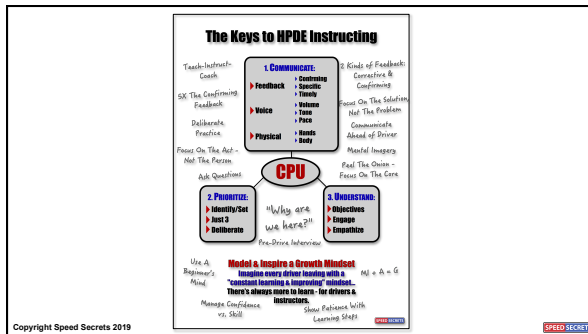 The Keys to HPDE Instructing
Teach-Instruct-
Coach
5X The Confirming
Feedback
Deliberate
Practice
Focus On The Act -
Not The Person
Ask Questions
1. COMMUNICATE:
Feedback
Confirming
Specific
Timely
Voice
Volume
Tone
Pace
Physical
Hands
Body
2 Kinds of Feedback:
Corrective &
Confirming
Focus On The Solution,
Not The Problem
Communicate
Ahead of Driver
Mental Imagery
Peel The Onion -
Focus On The Core
CPU
2. PRIORITIZE:
Identify/Set
Just 3
Deliberate
"Why are
we here?"
Pre-Drive Interview
3. UNDERSTAND:
Objectives
Engage
Empathize
Use A
Beginner's
Mind
Model & Inspire a Growth Mindset
Imagine every driver leaving with a
"constant learning & improving" mindset...
There's always more to learn - for drivers &
instructors.
MI + A = G
Manage Confidence
vs. Skill
Show Patience With
Learning Steps
SPEED SECRETS
Copyright Speed Secrets 2019
SPEED SECRETS